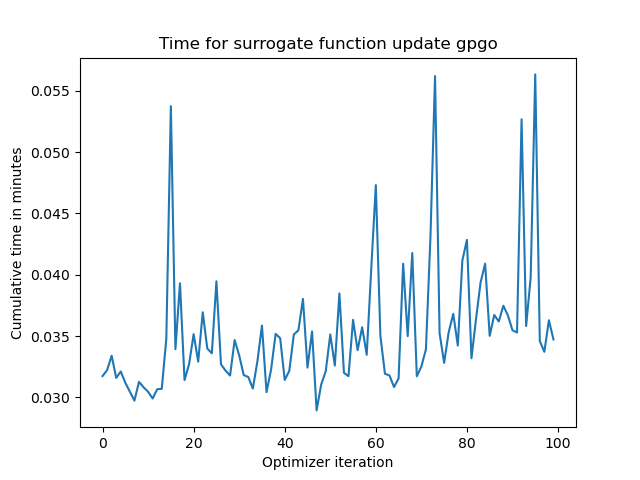 Time for surrogate function update gpgo
Cumulative time in minutes
0.055
0.050
0.045
0.040
0.035
0.030
0 20 40 60 80 100
Optimizer iteration